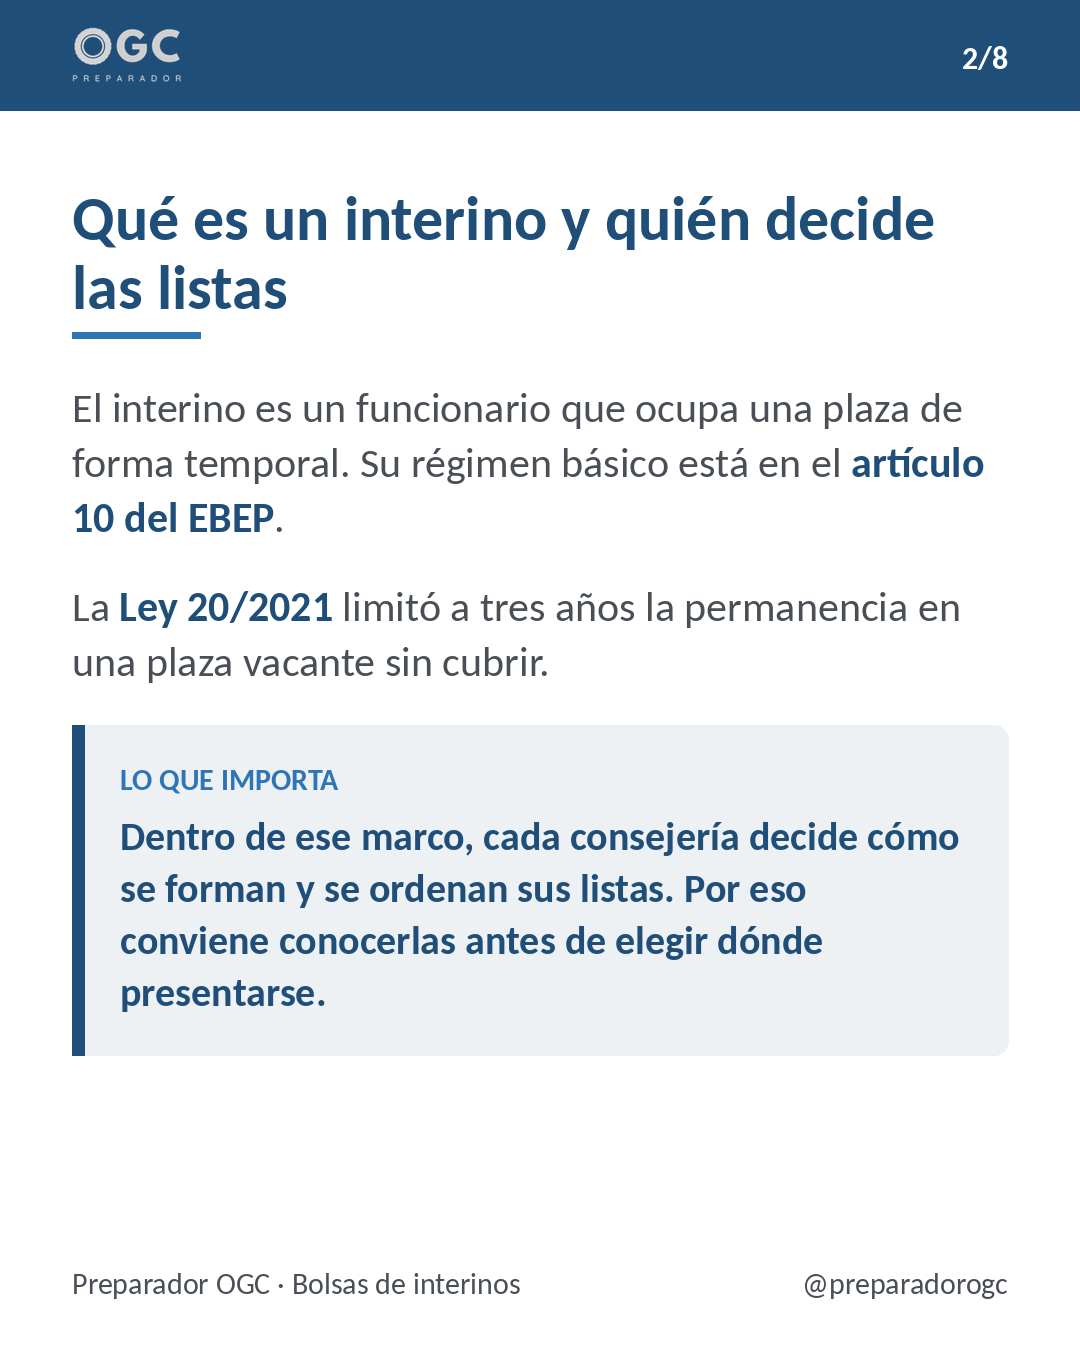 OGC
PREPARADOR
2/8
Qué es un interino y quién decide
las listas
El interino es un funcionario que ocupa una plaza de
forma temporal. Su régimen básico está en el artículo
10 del EBEP.
La Ley 20/2021 limitó a tres años la permanencia en
una plaza vacante sin cubrir.
LO QUE IMPORTA
Dentro de ese marco, cada consejería decide cómo
se forman y se ordenan sus listas. Por eso
conviene conocerlas antes de elegir dónde
presentarse.
Preparador OGC · Bolsas de interinos
@preparadorogc